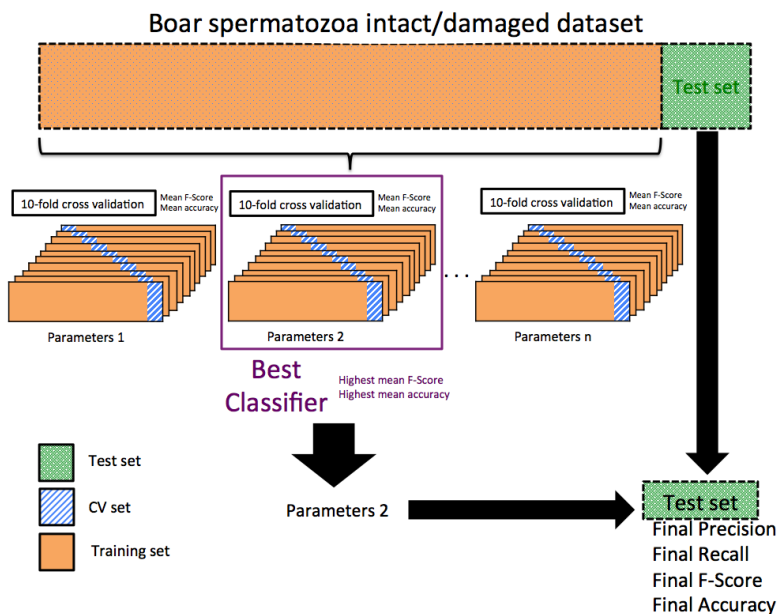 Boar spermatozoa intact/damaged dataset
Test set
10-fold cross validation
Mean F-Score
Mean accuracy
10-fold cross validation
Mean F-Score
Mean accuracy
10-fold cross validation
Mean F-Score
Mean accuracy
...
Parameters 1
Parameters 2
Parameters n
Best
Classifier
Highest mean F-Score
Highest mean accuracy
Test set
CV set
Training set
Parameters 2
Test set
Final Precision
Final Recall
Final F-Score
Final Accuracy